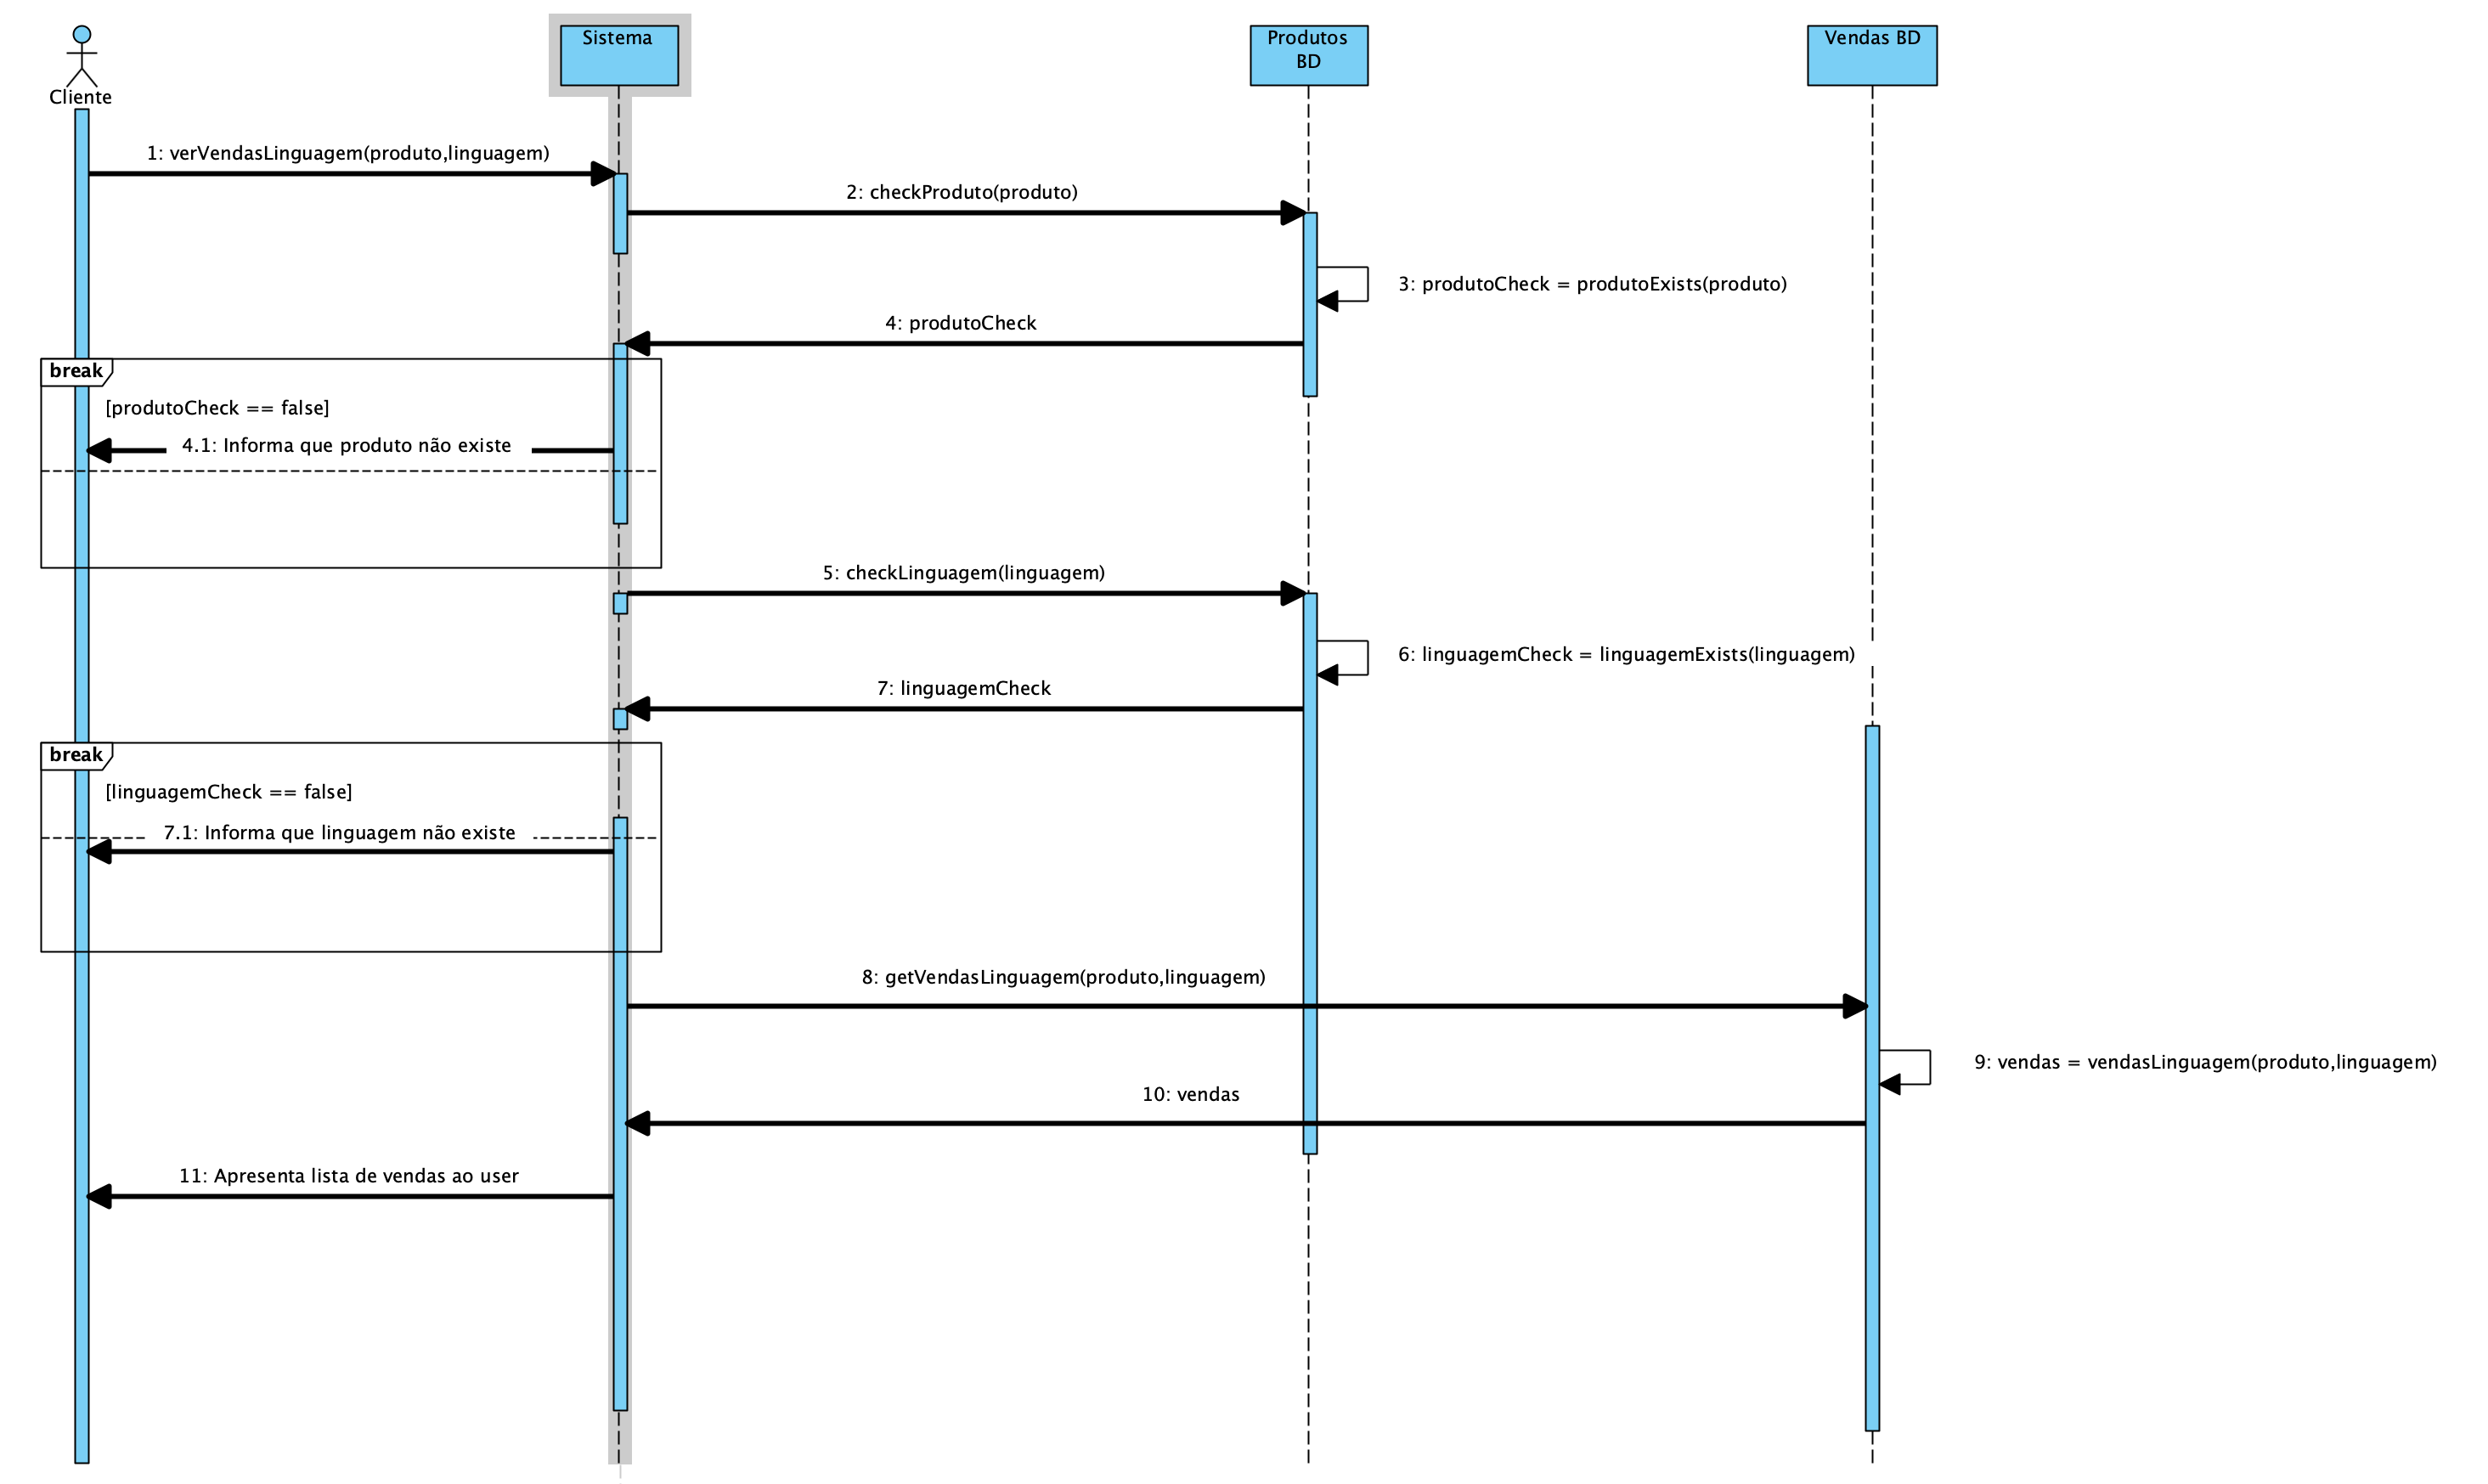 Cliente
Sistema
Produtos
BD
Vendas BD
1: verVendasLinguagem(produto,linguagem)
2: checkProduto(produto)
3: produtoCheck = produtoExists(produto)
4: produtoCheck
break
[produtoCheck == false]
4.1: Informa que produto não existe
5: checkLinguagem(linguagem)
6: linguagemCheck = linguagemExists(linguagem)
7: linguagemCheck
break
[linguagemCheck == false]
7.1: Informa que linguagem não existe
8: getVendasLinguagem(produto,linguagem)
9: vendas = vendasLinguagem(produto,linguagem)
10: vendas
11: Apresenta lista de vendas ao user